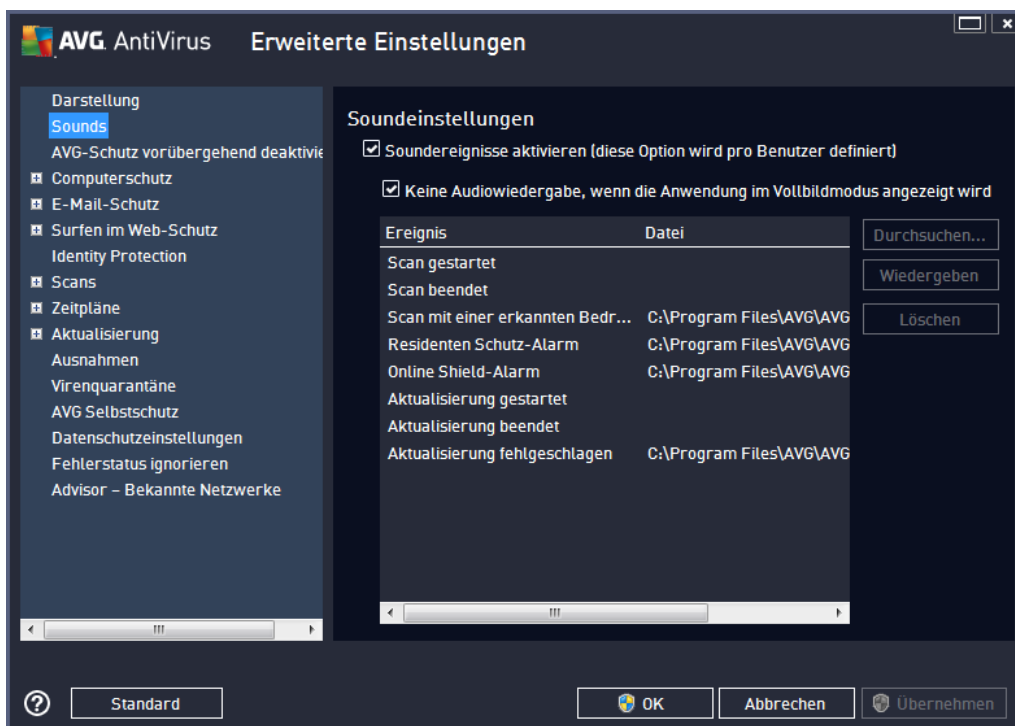 AVG AntiVirus Erweiterte Einstellungen
Darstellung
Sounds
AVG-Schutz vorübergehend deaktivie
Computerschutz
E-Mail-Schutz
Surfen im Web-Schutz
Identity Protection
Scans
Zeitpläne
Aktualisierung
Ausnahmen
Virenquarantäne
AVG Selbstschutz
Datenschutzeinstellungen
Fehlerstatus ignorieren
Advisor – Bekannte Netzwerke
Soundeinstellungen
Soundereignisse aktivieren (diese Option wird pro Benutzer definiert)
Keine Audiowiedergabe, wenn die Anwendung im Vollbildmodus angezeigt wird
Ereignis Datei
Scan gestartet
Scan beendet
Scan mit einer erkannten Bedr... C:\Program Files\AVG\AVG
Residenten Schutz-Alarm C:\Program Files\AVG\AVG
Online Shield-Alarm C:\Program Files\AVG\AVG
Aktualisierung gestartet
Aktualisierung beendet
Aktualisierung fehlgeschlagen C:\Program Files\AVG\AVG
Durchsuchen...
Wiedergeben
Löschen
Standard
OK
Abbrechen
Übernehmen